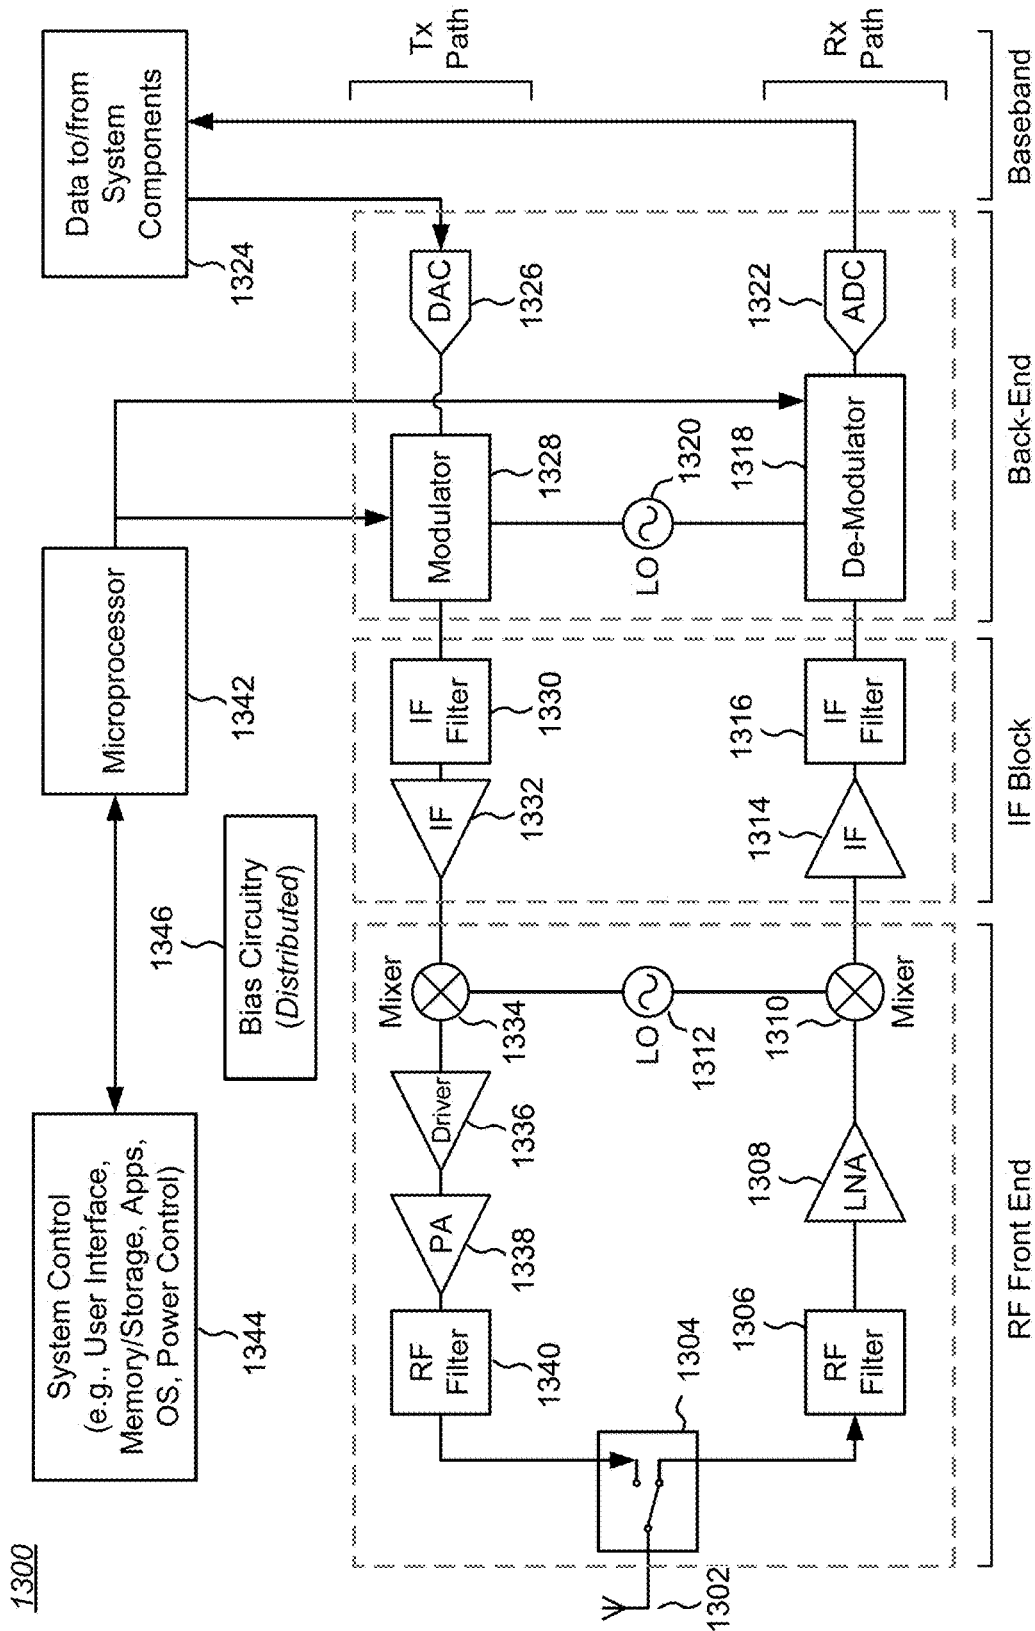 1300
System Control
(e.g., User Interface,
Memory/Storage, Apps,
OS, Power Control)
1344
Microprocessor
1342
Data to/from
System
Components
1324
1346
Bias Circuitry
(Distributed)
Tx
Path
RF
Filter
1340
PA
1338
Driver
1336
Mixer
1334
IF
1332
IF
Filter
1330
Modulator
1328
DAC
1326
1302
1304
LO
1312
LO
1320
Rx
Path
RF
Filter
1306
LNA
1308
Mixer
1310
IF
1314
IF
Filter
1316
De-Modulator
1318
ADC
1322
RF Front End
IF Block
Back-End
Baseband